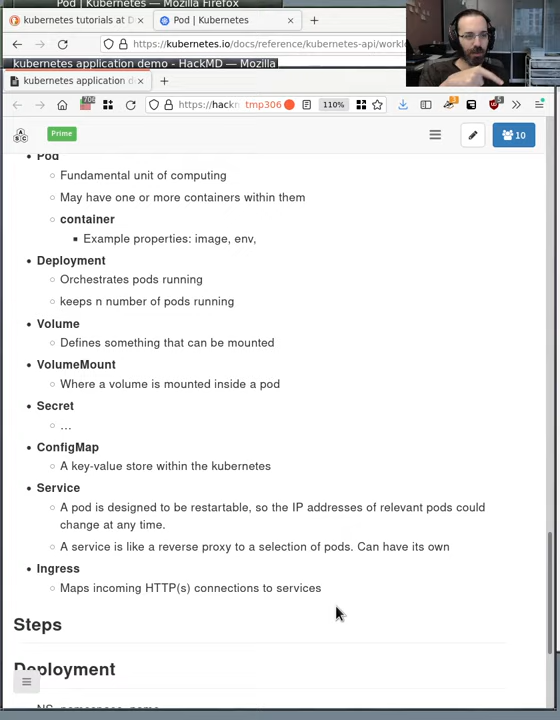 Pod | Kubernetes — Mozilla Firefox
kubernetes tutorials at D
Pod | Kubernetes
https://kubernetes.io/docs/reference/kubernetes-api/workl
kubernetes application demo - HackMD — Mozilla
kubernetes application d
https://hackn
tmp306
110%
Prime
10
Pod
Fundamental unit of computing
May have one or more containers within them
container
Example properties: image, env,
Deployment
Orchestrates pods running
keeps n number of pods running
Volume
Defines something that can be mounted
VolumeMount
Where a volume is mounted inside a pod
Secret
…
ConfigMap
A key-value store within the kubernetes
Service
A pod is designed to be restartable, so the IP addresses of relevant pods could
change at any time.
A service is like a reverse proxy to a selection of pods. Can have its own
Ingress
Maps incoming HTTP(s) connections to services
Steps
Deployment